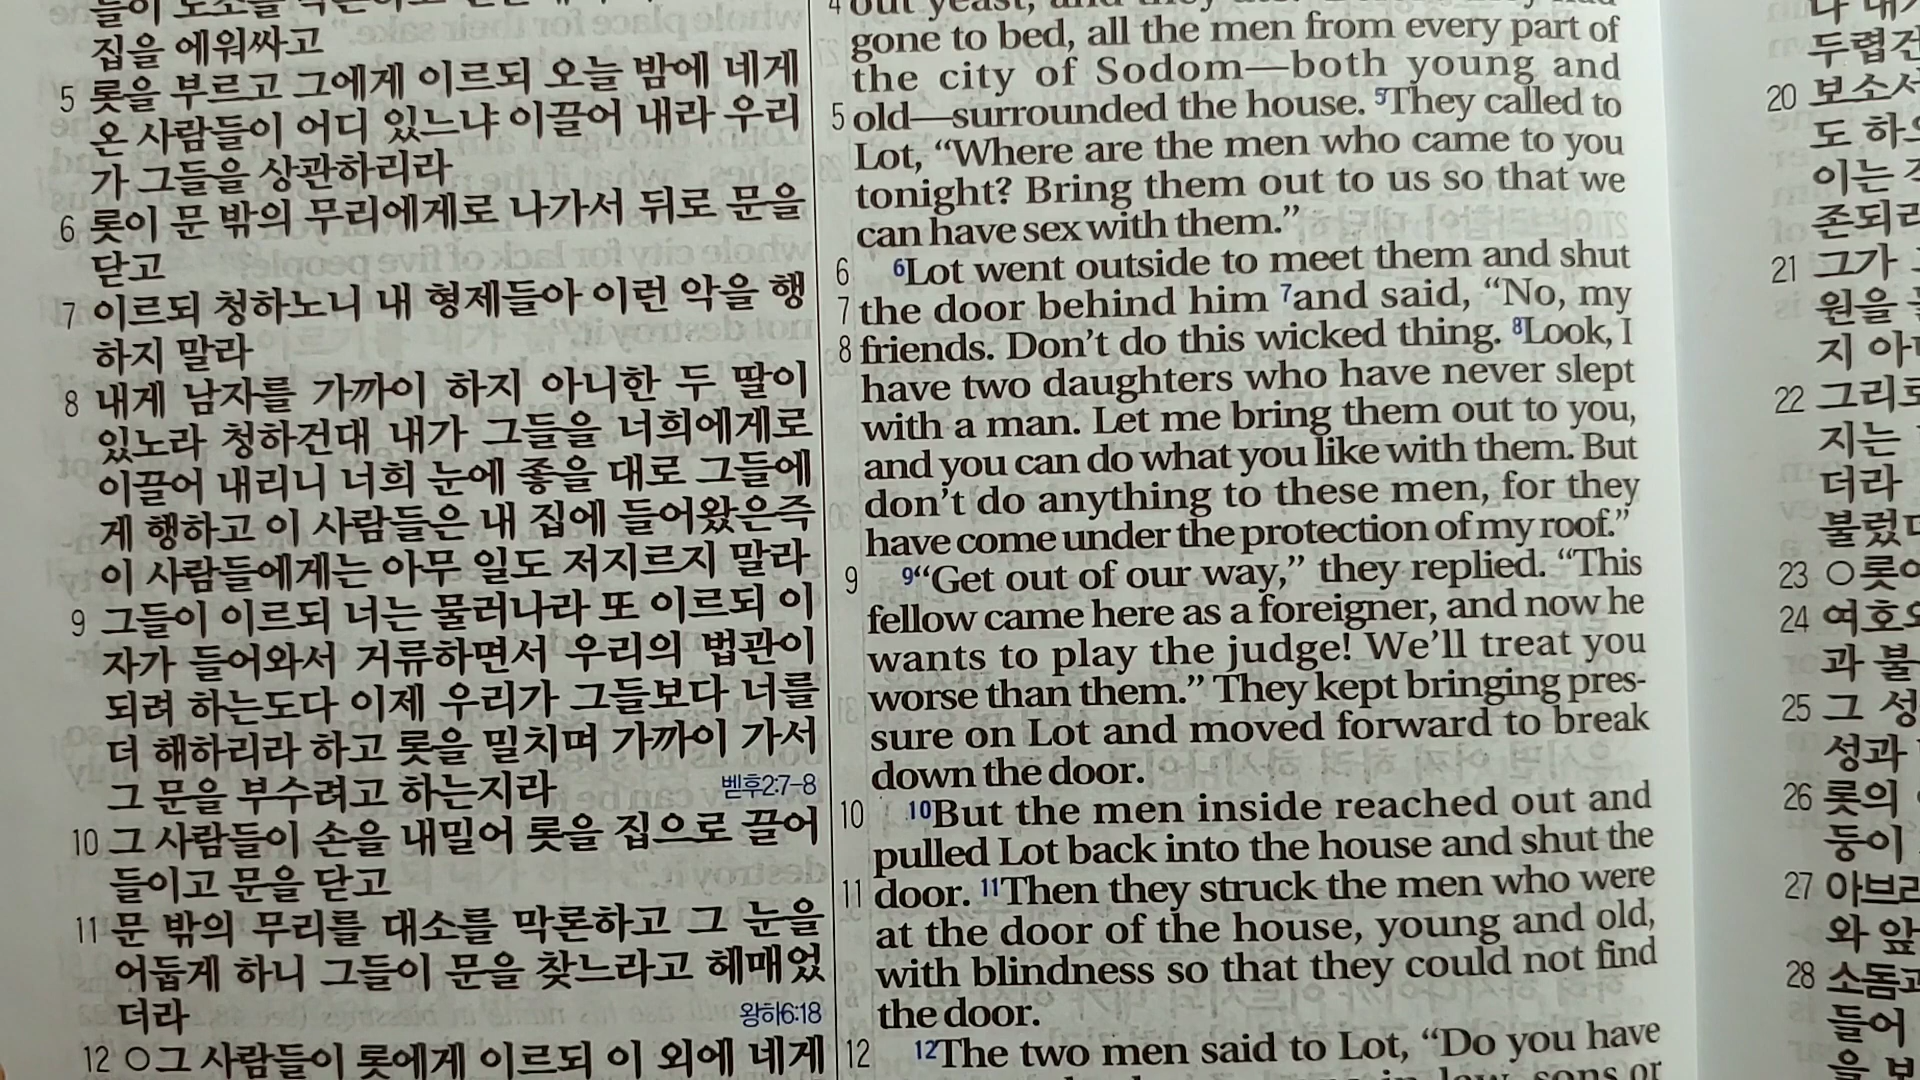 집을 에워싸고
5 롯을 부르고 그에게 이르되 오늘 밤에 네게
온 사람들이 어디 있느냐 이끌어 내라 우리
가 그들을 상관하리라
6 롯이 문 밖의 무리에게로 나가서 뒤로 문을
닫고
7 이르되 청하노니 내 형제들아 이런 악을 행
하지 말라
8 내게 남자를 가까이 하지 아니한 두 딸이
있노라 청하건대 내가 그들을 너희에게로
이끌어 내리니 너희 눈에 좋을 대로 그들에
게 행하고 이 사람들은 내 집에 들어왔은즉
이 사람들에게는 아무 일도 저지르지 말라
9 그들이 이르되 너는 물러나라 또 이르되 이
자가 들어와서 거류하면서 우리의 법관이
되려 하는도다 이제 우리가 그들보다 너를
더 해하리라 하고 롯을 밀치며 가까이 가서
그 문을 부수려고 하는지라 벧후2:7-8
10 그 사람들이 손을 내밀어 롯을 집으로 끌어
들이고 문을 닫고
11 문 밖의 무리를 대소를 막론하고 그 눈을
어둡게 하니 그들이 문을 찾느라고 헤매었
더라 왕하6:18
12 ○그 사람들이 롯에게 이르되 이 외에 네게
gone to bed, all the men from every part of
the city of Sodom—both young and
5 old—surrounded the house. 5They called to
Lot, “Where are the men who came to you
tonight? Bring them out to us so that we
can have sex with them.”
6 6Lot went outside to meet them and shut
7 the door behind him 7and said, “No, my
8 friends. Don’t do this wicked thing. 8Look, I
have two daughters who have never slept
with a man. Let me bring them out to you,
and you can do what you like with them. But
don’t do anything to these men, for they
have come under the protection of my roof.”
9 9“Get out of our way,” they replied. “This
fellow came here as a foreigner, and now he
wants to play the judge! We’ll treat you
worse than them.” They kept bringing pres-
sure on Lot and moved forward to break
down the door.
10 10But the men inside reached out and
pulled Lot back into the house and shut the
11 door. 11Then they struck the men who were
at the door of the house, young and old,
with blindness so that they could not find
the door.
12 12The two men said to Lot, “Do you have
두렵건
20 보소서
도 하
이는
존되
21 그가
원을
지 아
22 그리로
지는
더라
불렀
23 ○롯이
24 여호와
과 불
25 그 성
성과
26 롯의
둥이
27 아브라
와 앞
28 소돔과
들어
을